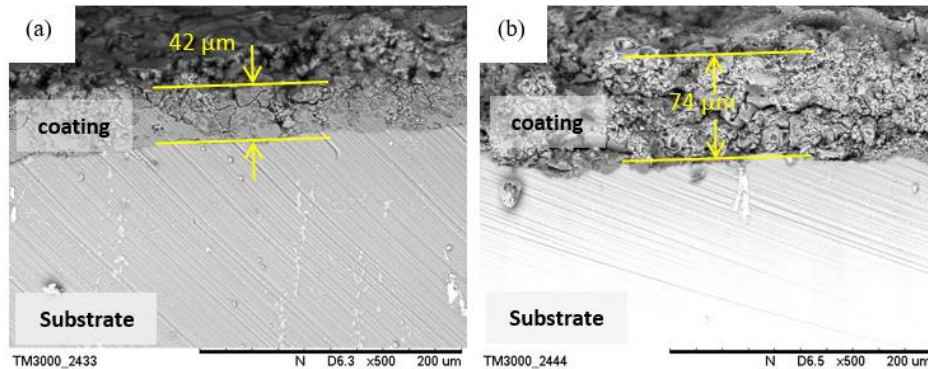 (a)
42 μm
coating
Substrate
TM3000_2433 N D6.3 x500 200 um
(b)
74 μm
coating
Substrate
TM3000_2444 N D6.5 x500 200 um